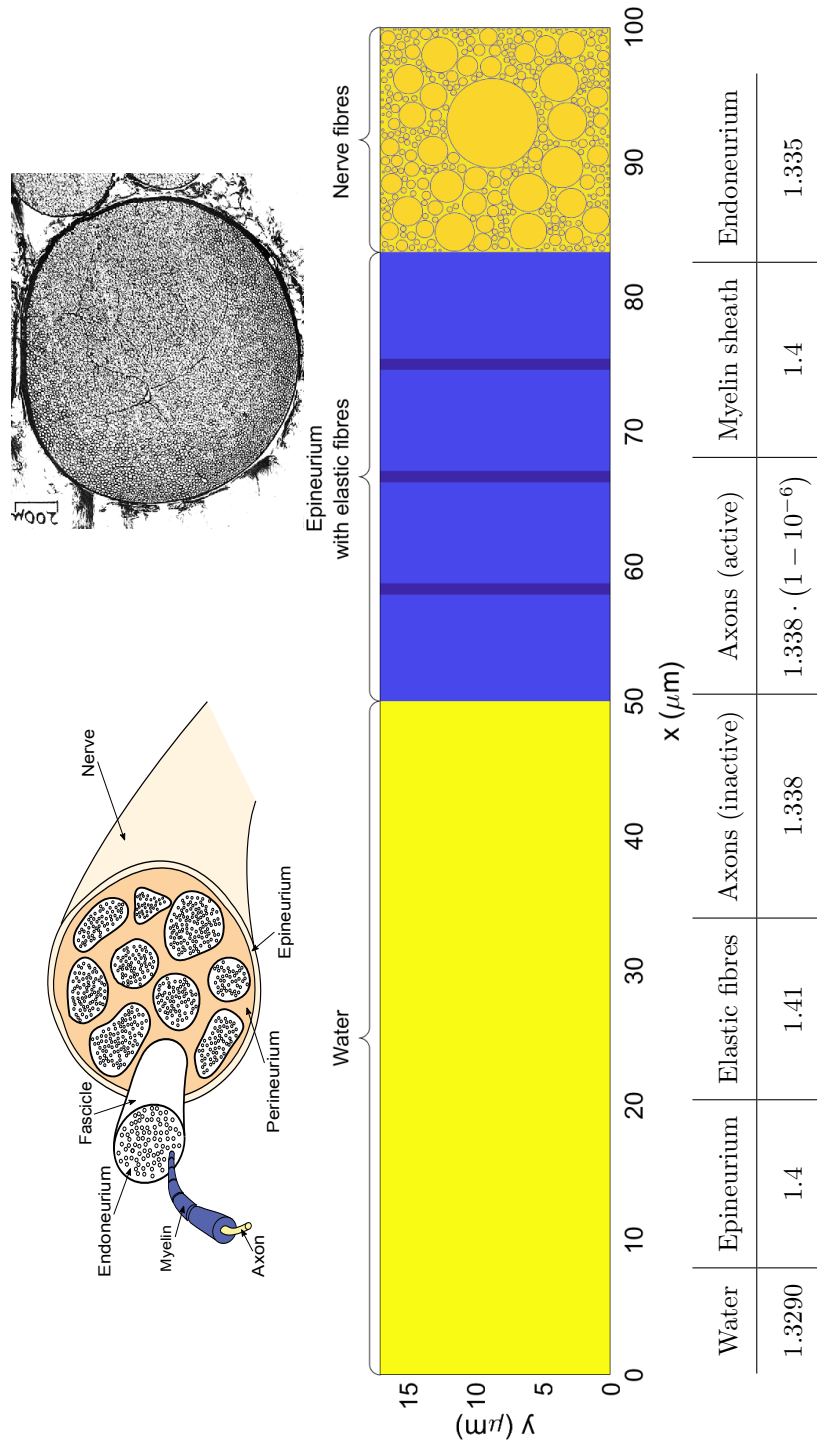 Nerve
Fascicle
Endoneurium
Myelin
Axon
Perineurium
Epineurium
200µ
Water
Epineurium
with elastic fibres
Nerve fibres
15
10
5
0
y (μm)
0 10 20 30 40 50 60 70 80 90 100
x (μm)
Water Epineurium Elastic fibres Axons (inactive) Axons (active) Myelin sheath Endoneurium
1.3290 1.4 1.41 1.338 1.338 · (1 − 10⁻⁶) 1.4 1.335